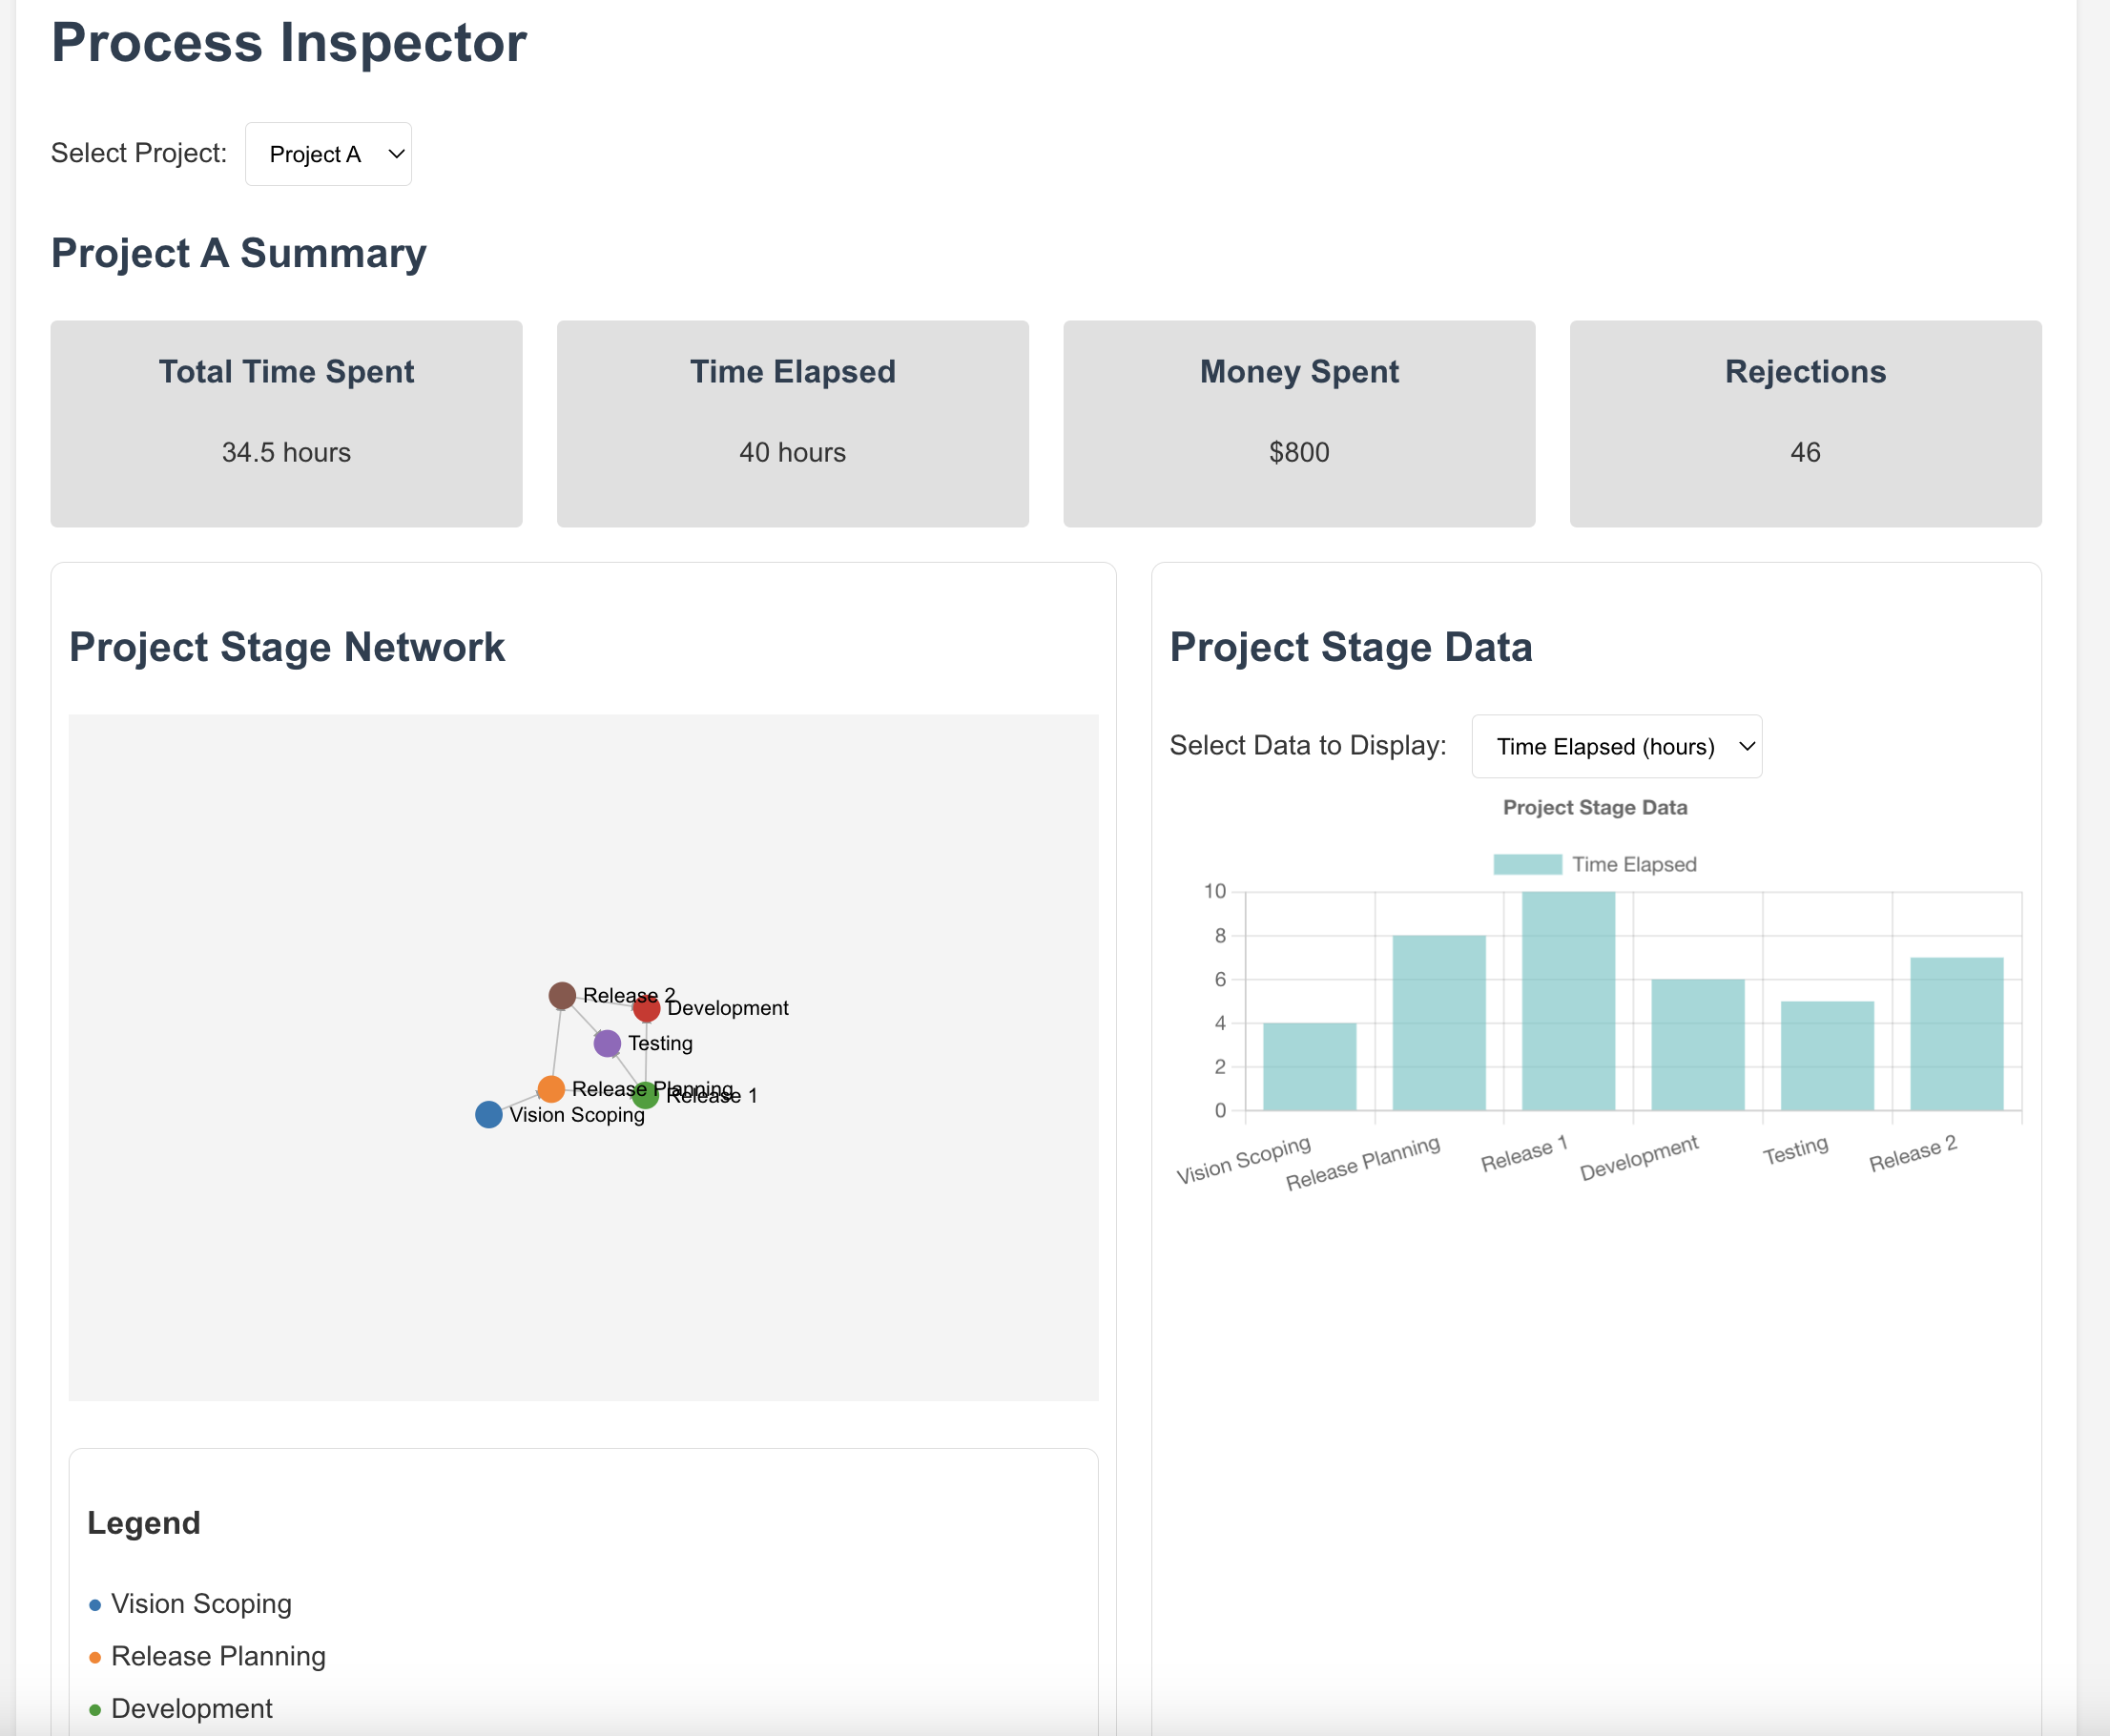 Process Inspector
Select Project: Project A
Project A Summary
Total Time Spent
34.5 hours
Time Elapsed
40 hours
Money Spent
$800
Rejections
46
Project Stage Network
Release 2
Development
Testing
Release Planning
Release 1
Vision Scoping
Legend
Vision Scoping
Release Planning
Development
Project Stage Data
Select Data to Display: Time Elapsed (hours)
Project Stage Data
Time Elapsed
10
8
6
4
2
0
Vision Scoping
Release Planning
Release 1
Development
Testing
Release 2